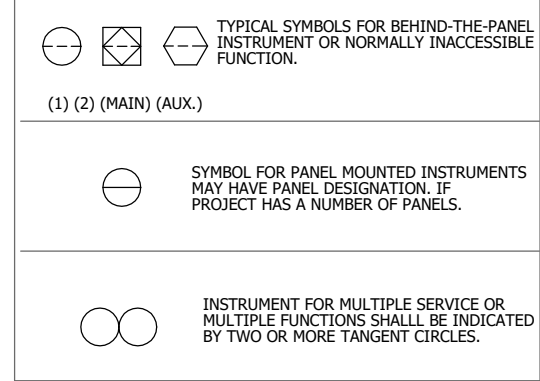 TYPICAL SYMBOLS FOR BEHIND-THE-PANEL
INSTRUMENT OR NORMALLY INACCESSIBLE
FUNCTION.
(1) (2) (MAIN) (AUX.)
SYMBOL FOR PANEL MOUNTED INSTRUMENTS
MAY HAVE PANEL DESIGNATION. IF
PROJECT HAS A NUMBER OF PANELS.
INSTRUMENT FOR MULTIPLE SERVICE OR
MULTIPLE FUNCTIONS SHALLL BE INDICATED
BY TWO OR MORE TANGENT CIRCLES.